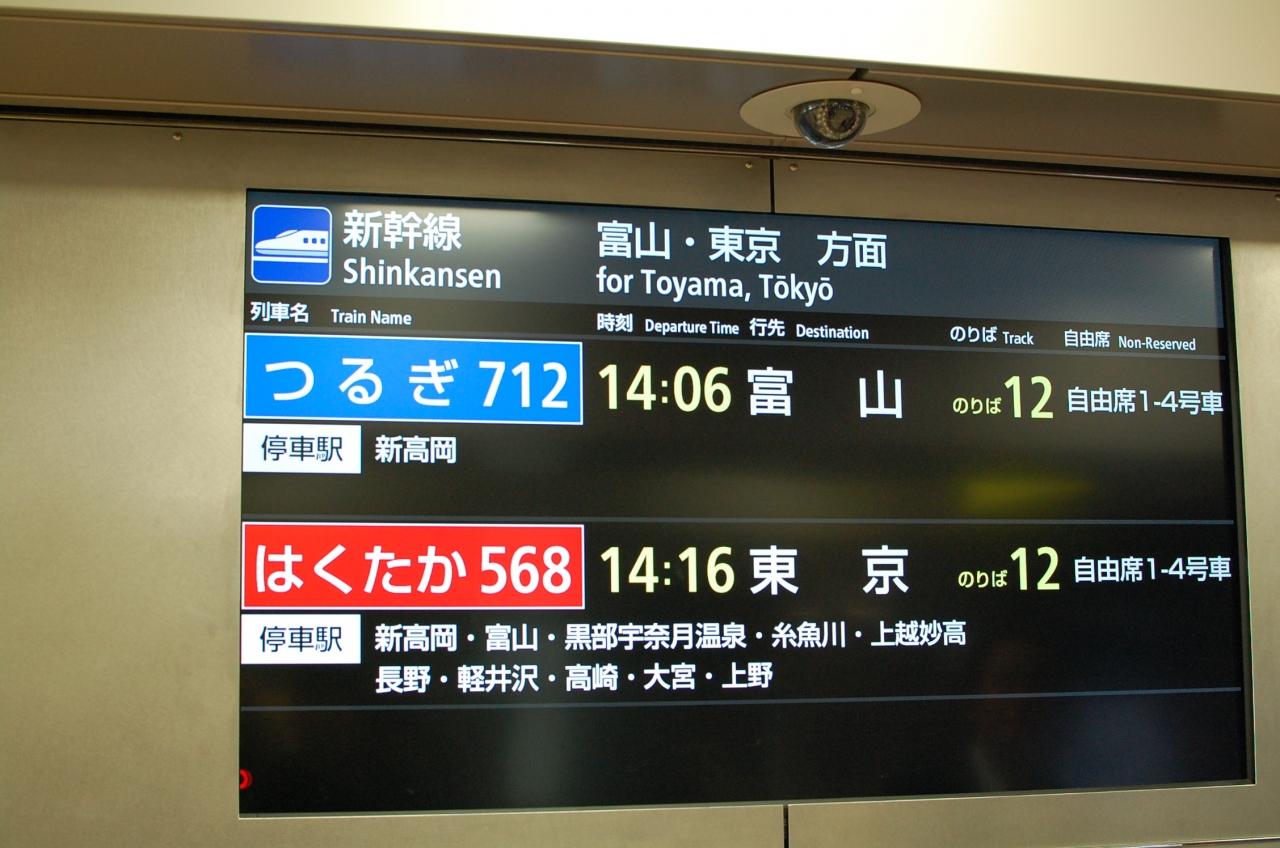 新幹線 富山・東京 方面
Shinkansen for Toyama, Tōkyō
列車名 Train Name 時刻 Departure Time 行先 Destination のりば Track 自由席 Non-Reserved
つるぎ 712 14:06 富山 のりば12 自由席1-4号車
停車駅 新高岡
はくたか 568 14:16 東京 のりば12 自由席1-4号車
停車駅 新高岡・富山・黒部宇奈月温泉・糸魚川・上越妙高
長野・軽井沢・高崎・大宮・上野